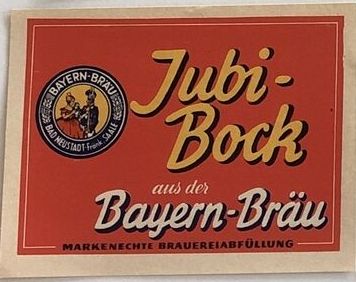 BAYERN-BRÄU
BAD NEUSTADT-Frank. SAALE
Jubi-
Bock
aus der
Bayern-Bräu
MARKENECHTE BRAUEREIABFÜLLUNG